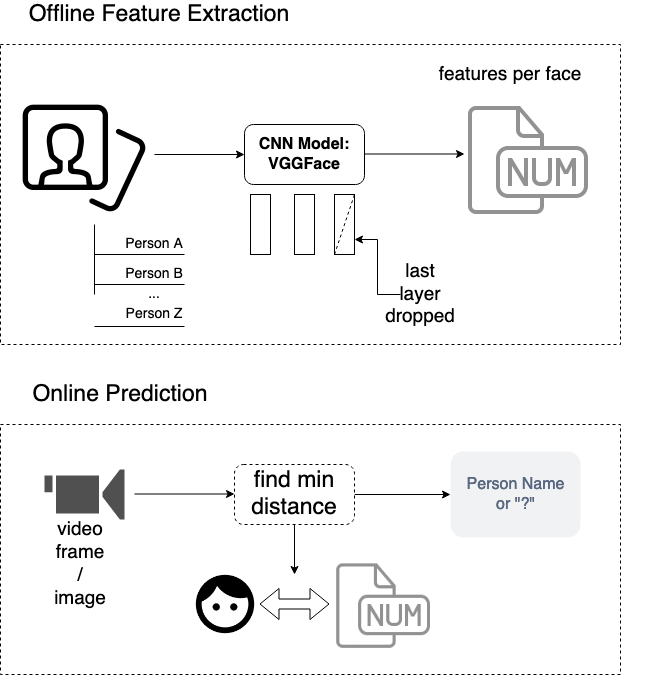 Offline Feature Extraction
features per face
CNN Model:
VGGFace
NUM
Person A
Person B
...
Person Z
last
layer
dropped
Online Prediction
find min
distance
Person Name
or "?"
video
frame
/
image
NUM